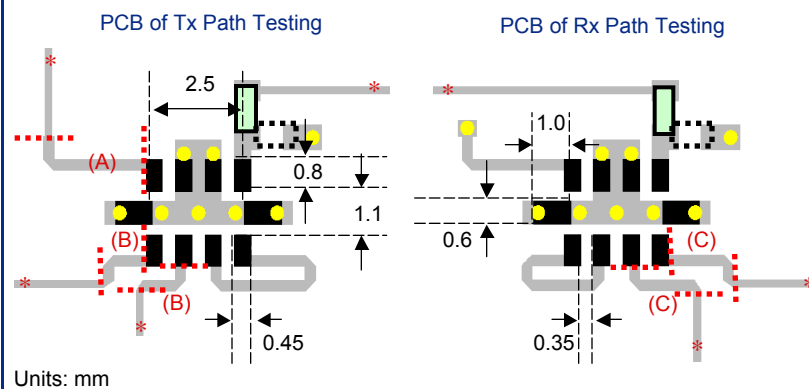 PCB of Tx Path Testing
PCB of Rx Path Testing
*
*
*
2.5
1.0
(A)
0.8
1.1
0.6
(B)
(C)
*
(B)
(C)
*
*
*
0.45
0.35
Units: mm